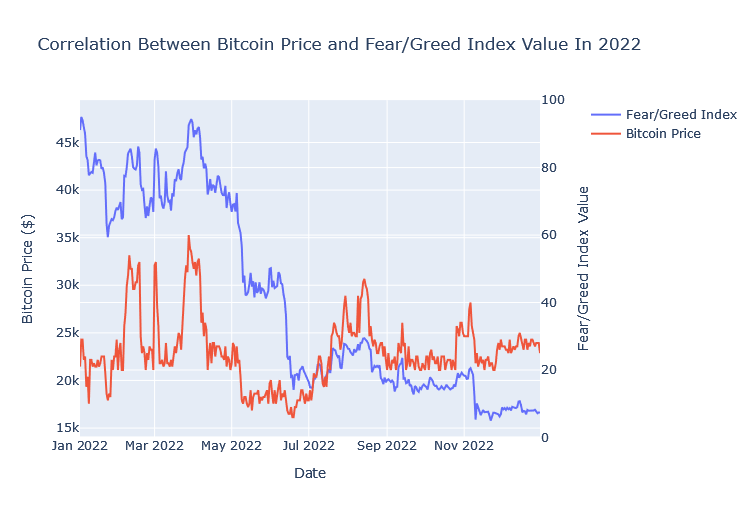 Correlation Between Bitcoin Price and Fear/Greed Index Value In 2022
Fear/Greed Index
Bitcoin Price
45k
40k
35k
30k
25k
20k
15k
Bitcoin Price ($)
100
80
60
40
20
0
Fear/Greed Index Value
Jan 2022 Mar 2022 May 2022 Jul 2022 Sep 2022 Nov 2022
Date